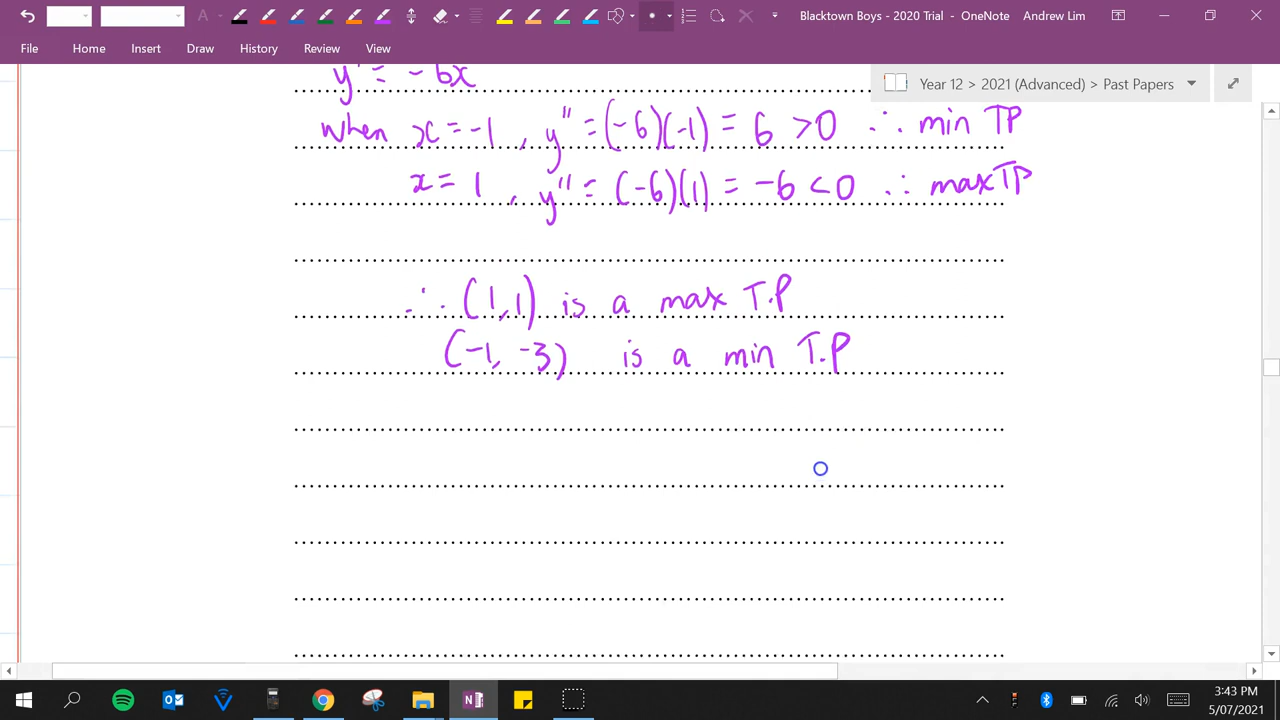 Blacktown Boys - 2020 Trial - OneNote
Andrew Lim
File Home Insert Draw History Review View
Year 12 > 2021 (Advanced) > Past Papers
y" = -6x
when x = -1 , y" = (-6)(-1) = 6 > 0 ∴ min TP
x = 1 , y" = (-6)(1) = -6 < 0 ∴ max TP
∴ (1,1) is a max T.P
(-1, -3) is a min T.P
3:43 PM
5/07/2021